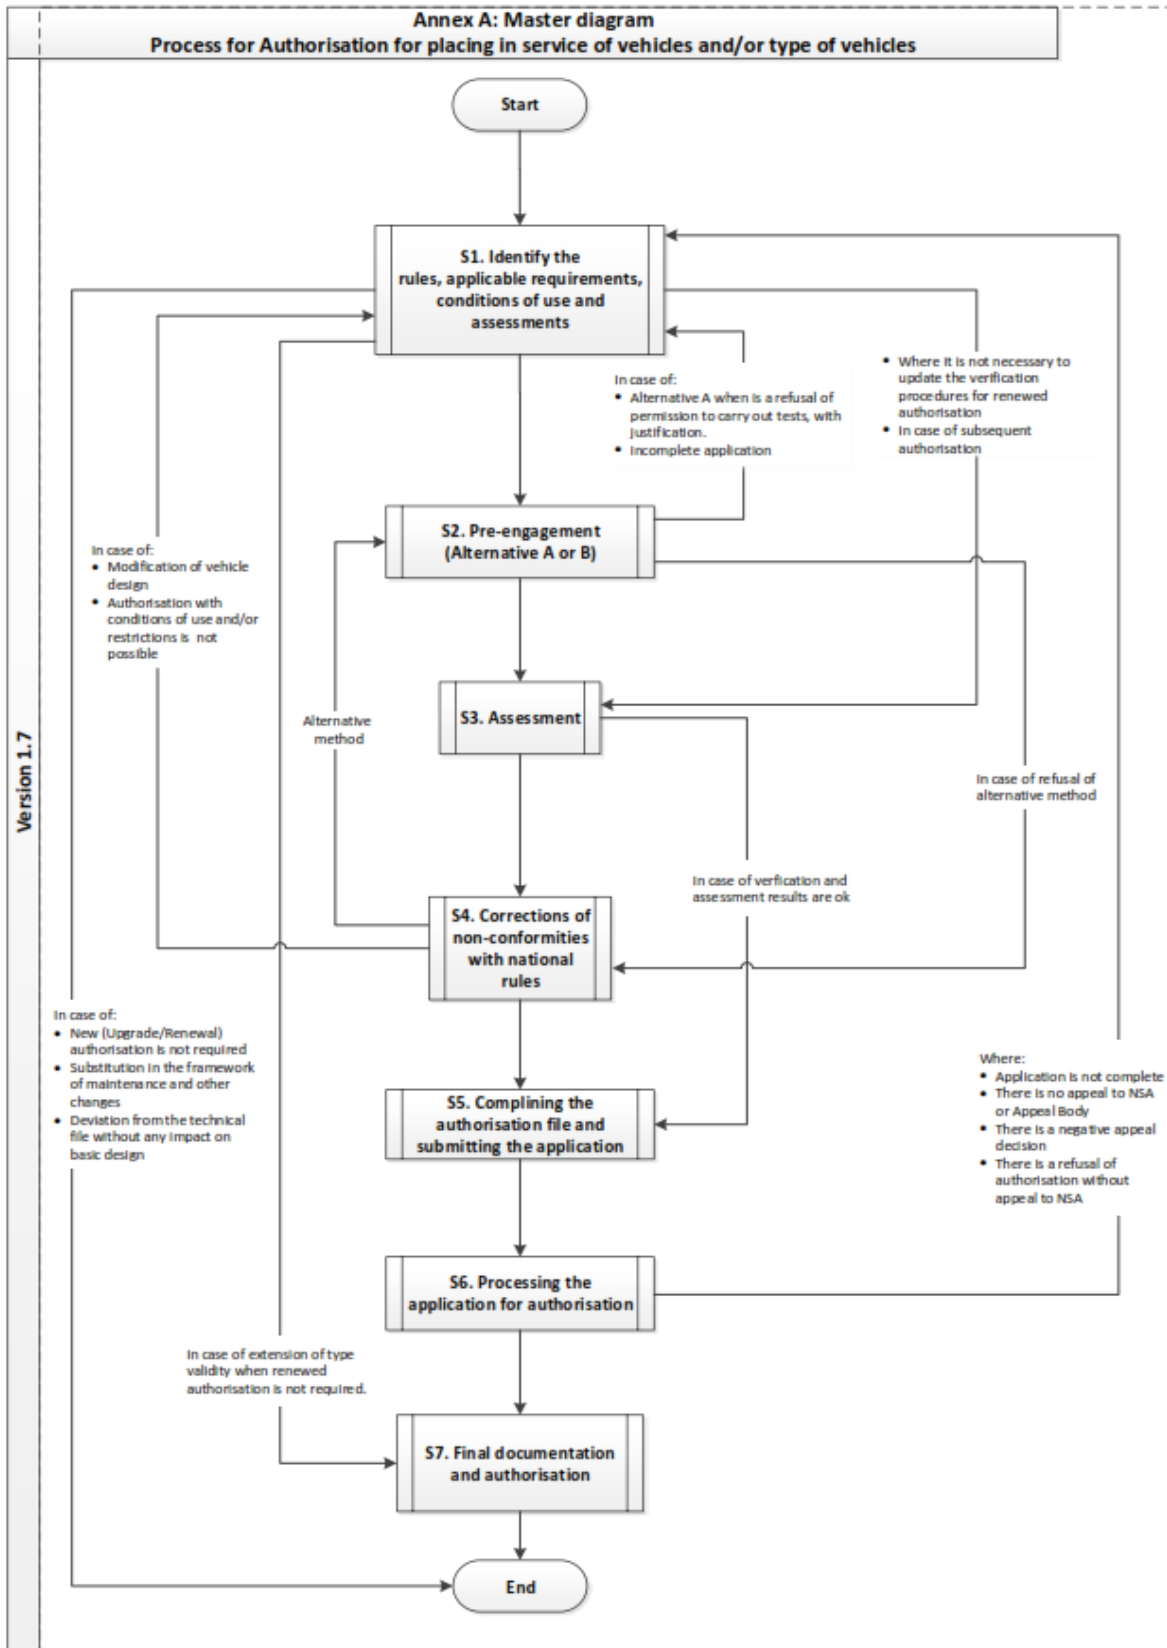 Annex A: Master diagram
Process for Authorisation for placing in service of vehicles and/or type of vehicles
Version 1.7
Start
S1. Identify the
rules, applicable requirements,
conditions of use and
assessments
In case of:
• Alternative A when is a refusal of
permission to carry out tests, with
justification.
• Incomplete application
• Where it is not necessary to
update the verification
procedures for renewed
authorisation
• In case of subsequent
authorisation
S2. Pre-engagement
(Alternative A or B)
In case of:
• Modification of vehicle
design
• Authorisation with
conditions of use and/or
restrictions is not
possible
S3. Assessment
Alternative
method
In case of refusal of
alternative method
In case of verfication and
assessment results are ok
S4. Corrections of
non-conformities
with national
rules
In case of:
• New (Upgrade/Renewal)
authorisation is not required
• Substitution in the framework
of maintenance and other
changes
• Deviation from the technical
file without any impact on
basic design
Where:
• Application is not complete
• There is no appeal to NSA
or Appeal Body
• There is a negative appeal
decision
• There is a refusal of
authorisation without
appeal to NSA
S5. Complining the
authorisation file and
submitting the application
S6. Processing the
application for authorisation
In case of extension of type
validity when renewed
authorisation is not required.
S7. Final documentation
and authorisation
End